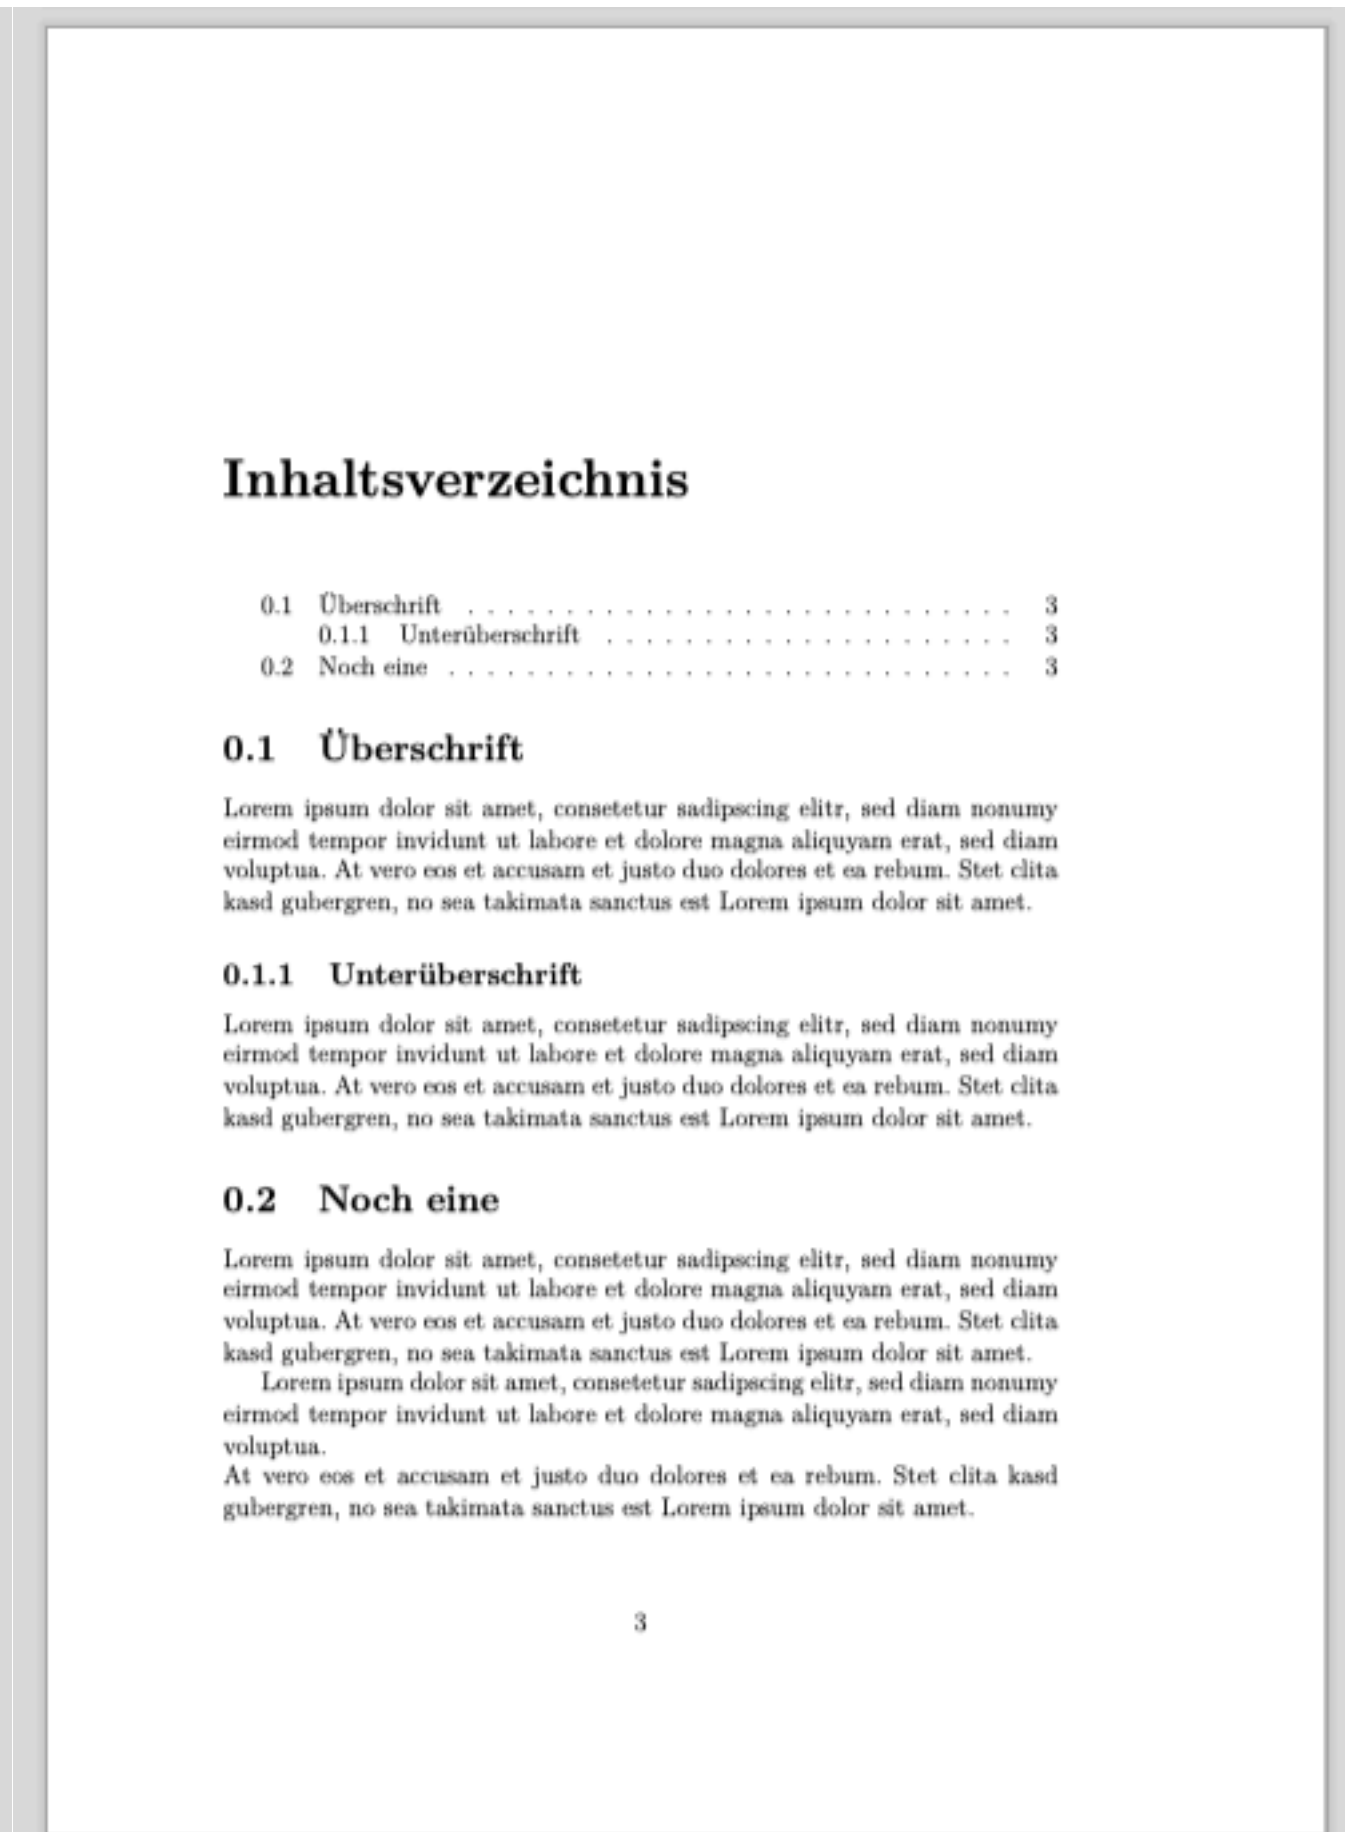 Inhaltsverzeichnis
0.1 Überschrift . . . . . . . . . . . . . . . . . . . . . . . . . . . . 3
0.1.1 Unterüberschrift . . . . . . . . . . . . . . . . . . . . . 3
0.2 Noch eine . . . . . . . . . . . . . . . . . . . . . . . . . . . . . 3
0.1 Überschrift
Lorem ipsum dolor sit amet, consetetur sadipscing elitr, sed diam nonumy
eirmod tempor invidunt ut labore et dolore magna aliquyam erat, sed diam
voluptua. At vero eos et accusam et justo duo dolores et ea rebum. Stet clita
kasd gubergren, no sea takimata sanctus est Lorem ipsum dolor sit amet.
0.1.1 Unterüberschrift
Lorem ipsum dolor sit amet, consetetur sadipscing elitr, sed diam nonumy
eirmod tempor invidunt ut labore et dolore magna aliquyam erat, sed diam
voluptua. At vero eos et accusam et justo duo dolores et ea rebum. Stet clita
kasd gubergren, no sea takimata sanctus est Lorem ipsum dolor sit amet.
0.2 Noch eine
Lorem ipsum dolor sit amet, consetetur sadipscing elitr, sed diam nonumy
eirmod tempor invidunt ut labore et dolore magna aliquyam erat, sed diam
voluptua. At vero eos et accusam et justo duo dolores et ea rebum. Stet clita
kasd gubergren, no sea takimata sanctus est Lorem ipsum dolor sit amet.
Lorem ipsum dolor sit amet, consetetur sadipscing elitr, sed diam nonumy
eirmod tempor invidunt ut labore et dolore magna aliquyam erat, sed diam
voluptua.
At vero eos et accusam et justo duo dolores et ea rebum. Stet clita kasd
gubergren, no sea takimata sanctus est Lorem ipsum dolor sit amet.
3